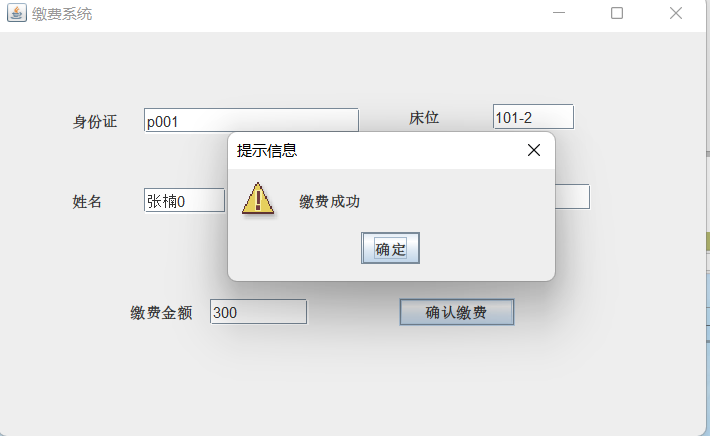 缴费系统
身份证 p001 床位 101-2
提示信息
姓名 张楠0
缴费成功
确定
缴费金额 300 确认缴费